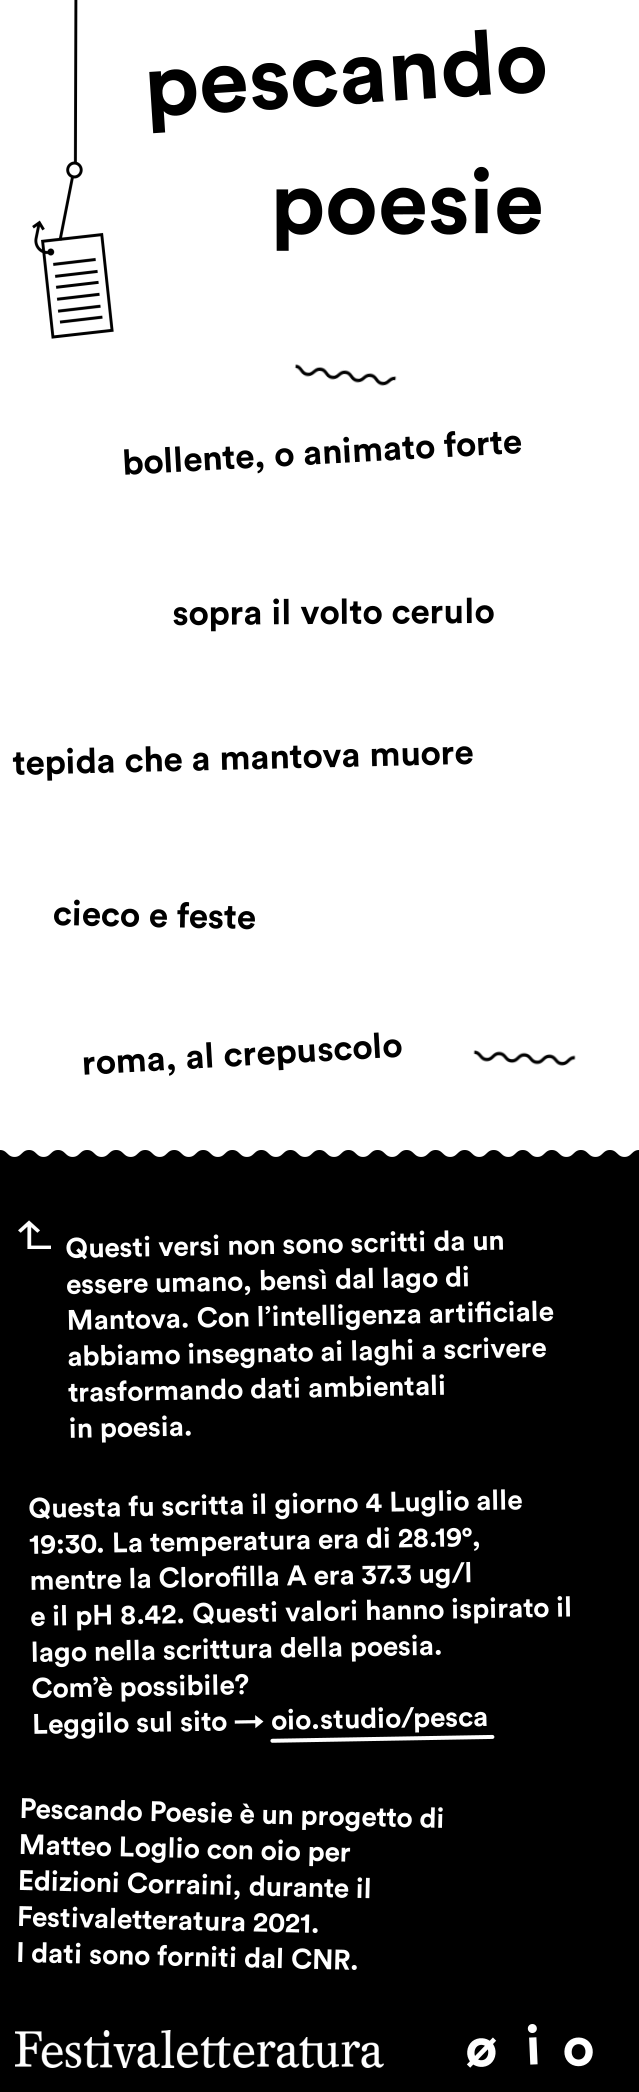 pescando
poesie
bollente, o animato forte
sopra il volto cerulo
tepida che a mantova muore
cieco e feste
roma, al crepuscolo
Questi versi non sono scritti da un
essere umano, bensì dal lago di
Mantova. Con l’intelligenza artificiale
abbiamo insegnato ai laghi a scrivere
trasformando dati ambientali
in poesia.
Questa fu scritta il giorno 4 Luglio alle
19:30. La temperatura era di 28.19°,
mentre la Clorofilla A era 37.3 ug/l
e il pH 8.42. Questi valori hanno ispirato il
lago nella scrittura della poesia.
Com’è possibile?
Leggilo sul sito → oio.studio/pesca
Pescando Poesie è un progetto di
Matteo Loglio con oio per
Edizioni Corraini, durante il
Festivaletteratura 2021.
I dati sono forniti dal CNR.
Festivaletteratura ø i o